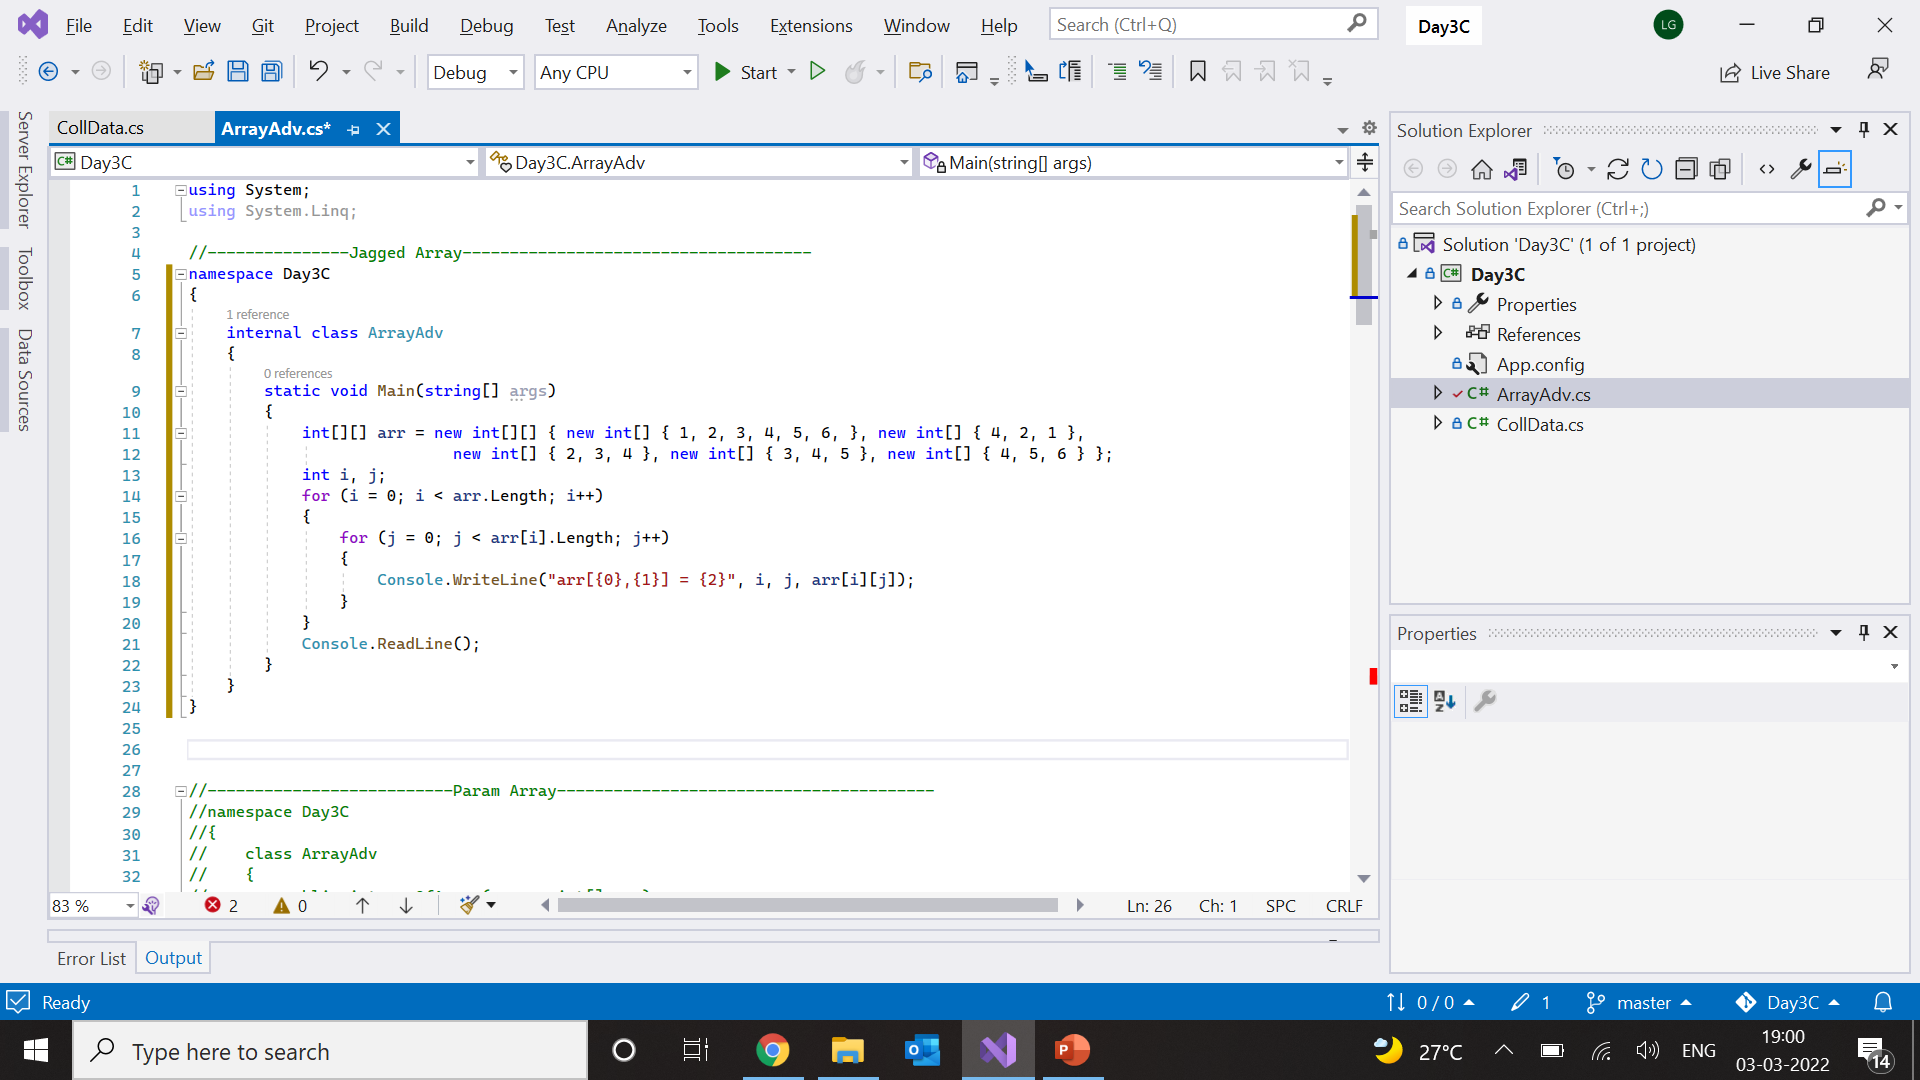 File Edit View Git Project Build Debug Test Analyze Tools Extensions Window Help Search (Ctrl+Q) Day3C LG
Debug Any CPU Start Live Share
Server Explorer
Toolbox
Data Sources
CollData.cs ArrayAdv.cs*
Day3C Day3C.ArrayAdv Main(string[] args)
1 using System;
2 using System.Linq;
3
4 //---------------Jagged Array-------------------------------------
5 namespace Day3C
6 {
1 reference
7 internal class ArrayAdv
8 {
0 references
9 static void Main(string[] args)
10 {
11 int[][] arr = new int[][] { new int[] { 1, 2, 3, 4, 5, 6, }, new int[] { 4, 2, 1 },
12 new int[] { 2, 3, 4 }, new int[] { 3, 4, 5 }, new int[] { 4, 5, 6 } };
13 int i, j;
14 for (i = 0; i < arr.Length; i++)
15 {
16 for (j = 0; j < arr[i].Length; j++)
17 {
18 Console.WriteLine("arr[{0},{1}] = {2}", i, j, arr[i][j]);
19 }
20 }
21 Console.ReadLine();
22 }
23 }
24 }
25
26
27
28 //--------------------------Param Array----------------------------------------
29 //namespace Day3C
30 //{
31 // class ArrayAdv
32 // {
83 % 2 0 Ln: 26 Ch: 1 SPC CRLF
Error List Output
Solution Explorer
Search Solution Explorer (Ctrl+;)
Solution 'Day3C' (1 of 1 project)
C# Day3C
Properties
References
App.config
C# ArrayAdv.cs
C# CollData.cs
Properties
Ready 0 / 0 1 master Day3C
Type here to search 27°C ENG 19:00
03-03-2022 14